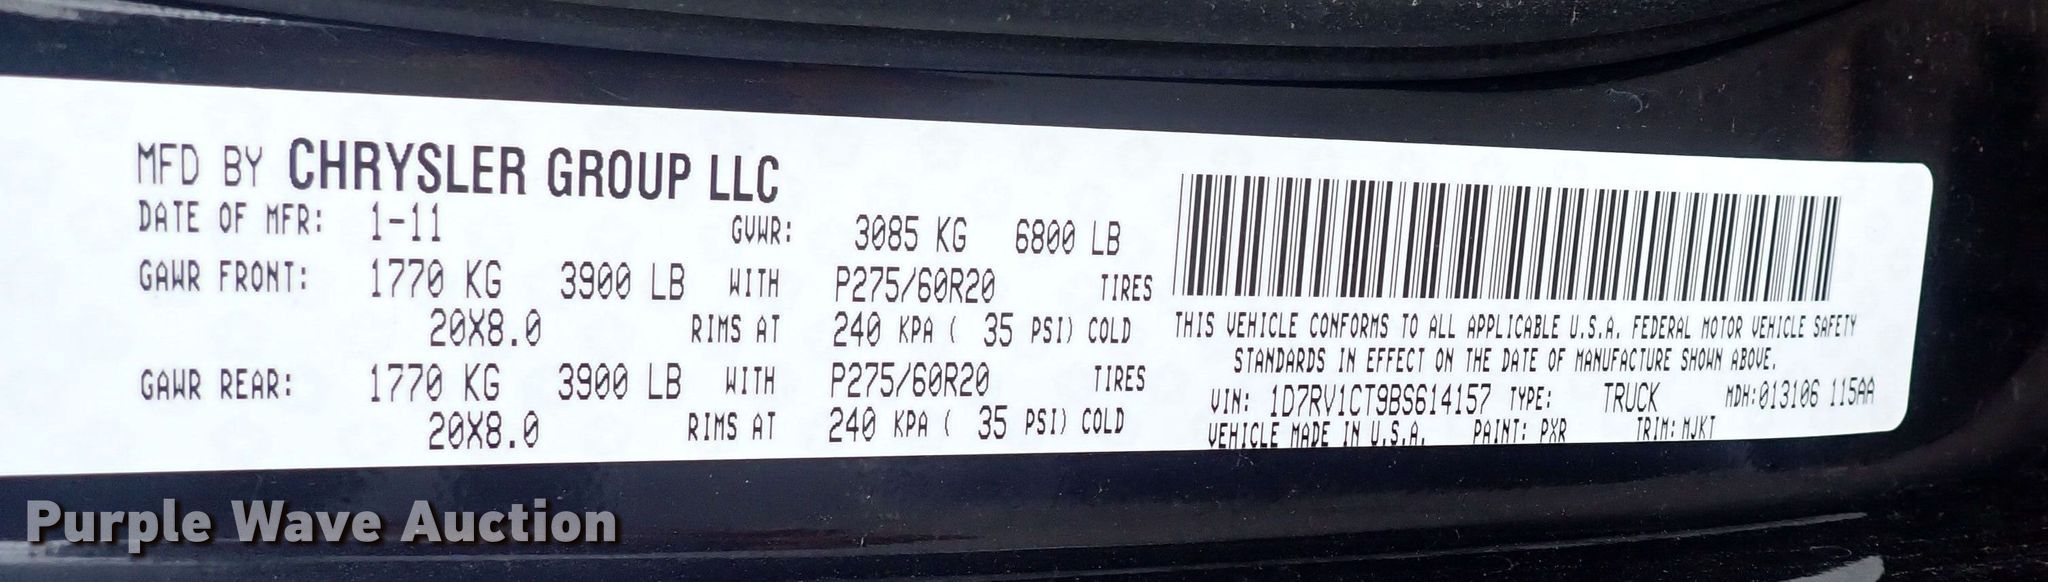 MFD BY CHRYSLER GROUP LLC
DATE OF MFR: 1-11 GVWR: 3085 KG 6800 LB
GAWR FRONT: 1770 KG 3900 LB WITH P275/60R20 TIRES
20X8.0 RIMS AT 240 KPA ( 35 PSI) COLD
GAWR REAR: 1770 KG 3900 LB WITH P275/60R20 TIRES
20X8.0 RIMS AT 240 KPA ( 35 PSI) COLD
THIS VEHICLE CONFORMS TO ALL APPLICABLE U.S.A. FEDERAL MOTOR VEHICLE SAFETY
STANDARDS IN EFFECT ON THE DATE OF MANUFACTURE SHOWN ABOVE.
VIN: 1D7RV1CT9BS614157 TYPE: TRUCK MDH:013106 115AA
VEHICLE MADE IN U.S.A. PAINT: PXR TRIM: MJKT
Purple Wave Auction